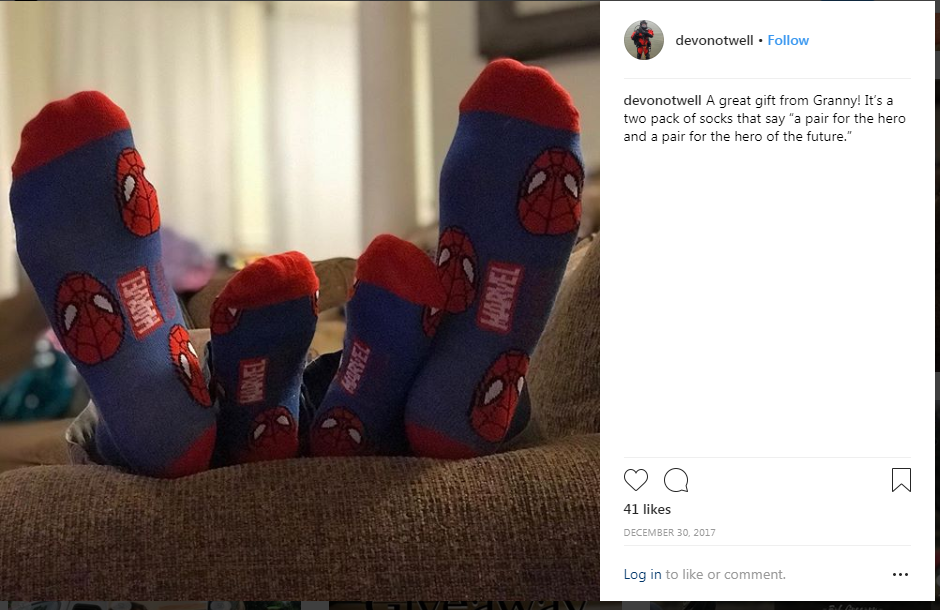 MARVEL
MARVEL
MARVEL
MARVEL
devonotwell • Follow
devonotwell A great gift from Granny! It's a
two pack of socks that say “a pair for the hero
and a pair for the hero of the future.”
41 likes
DECEMBER 30, 2017
Log in to like or comment.